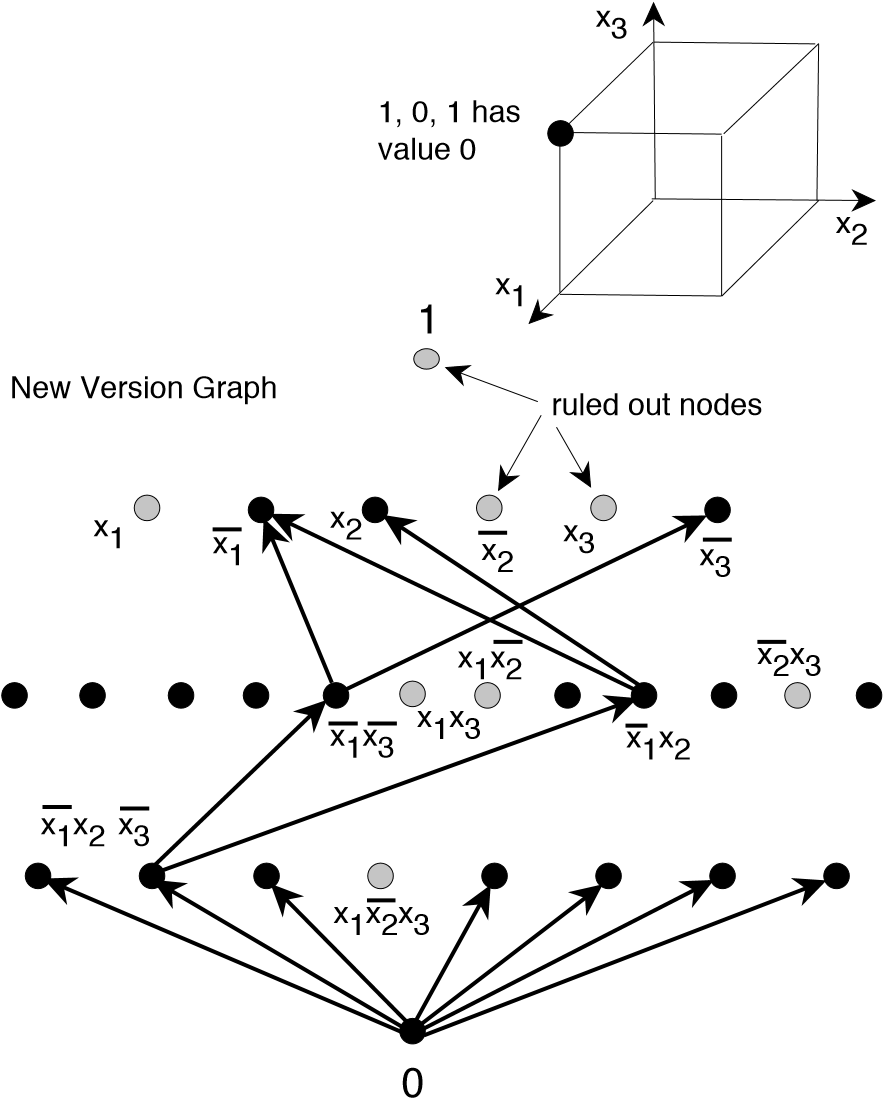 x₃
1, 0, 1 has
value 0
x₂
x₁
1
New Version Graph
ruled out nodes
x₁
x̅₁
x₂
x̅₂
x₃
x̅₃
x₁x̅₂
x̅₂x₃
x̅₁x̅₃
x₁x₃
x̅₁x₂
x̅₁x₂ x̅₃
x₁x̅₂x₃
0